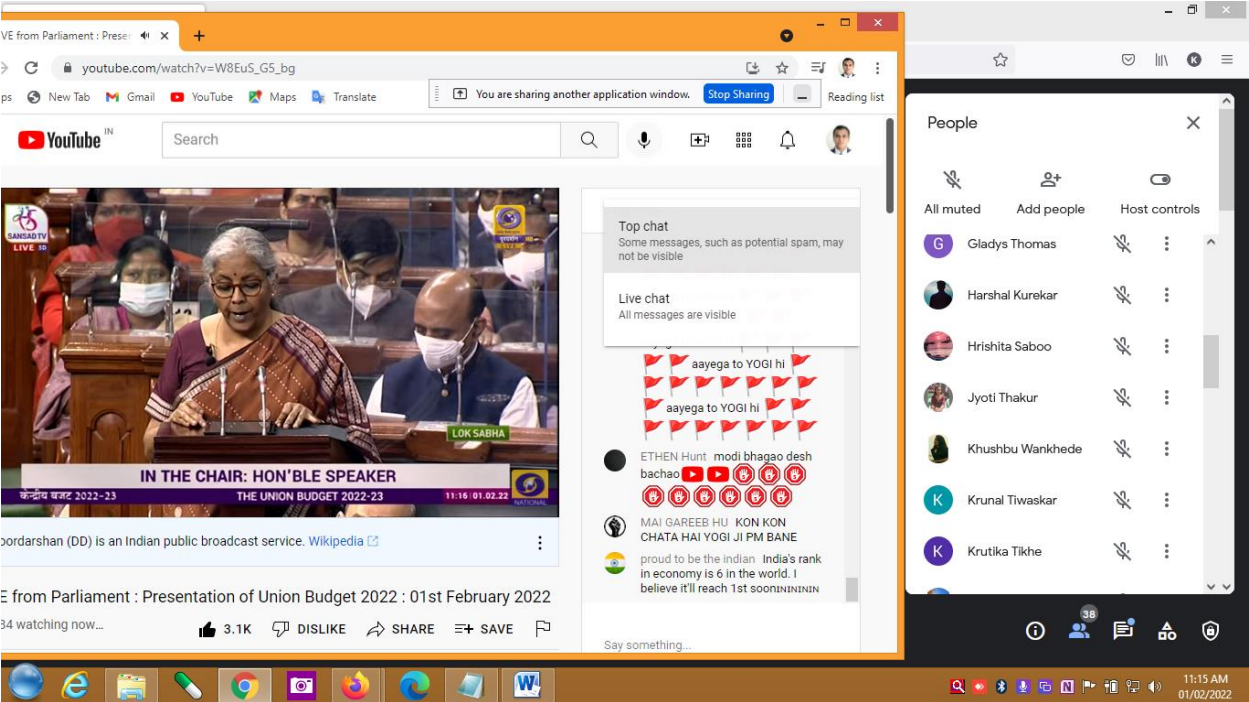 VE from Parliament : Preser
youtube.com/watch?v=W8EuS_G5_bg
You are sharing another application window. Stop Sharing
ps New Tab Gmail YouTube Maps Translate Reading list
YouTube IN
Search
SANSAD TV
LIVE
LOK SABHA
IN THE CHAIR: HON'BLE SPEAKER
केन्द्रीय बजट 2022-23 THE UNION BUDGET 2022-23 11:16 01.02.22
NATIONAL
oordarshan (DD) is an Indian public broadcast service. Wikipedia
E from Parliament : Presentation of Union Budget 2022 : 01st February 2022
34 watching now...
3.1K DISLIKE SHARE SAVE
Top chat
Some messages, such as potential spam, may
not be visible
Live chat
All messages are visible
aayega to YOGI hi
aayega to YOGI hi
ETHEN Hunt modi bhagao desh
bachao
MAI GAREEB HU KON KON
CHATA HAI YOGI JI PM BANE
proud to be the indian India's rank
in economy is 6 in the world. I
believe it'll reach 1st soonINININ
Say something...
K
People
All muted Add people Host controls
G Gladys Thomas
Harshal Kurekar
Hrishita Saboo
Jyoti Thakur
Khushbu Wankhede
K Krunal Tiwaskar
K Krutika Tikhe
38
11:15 AM
01/02/2022